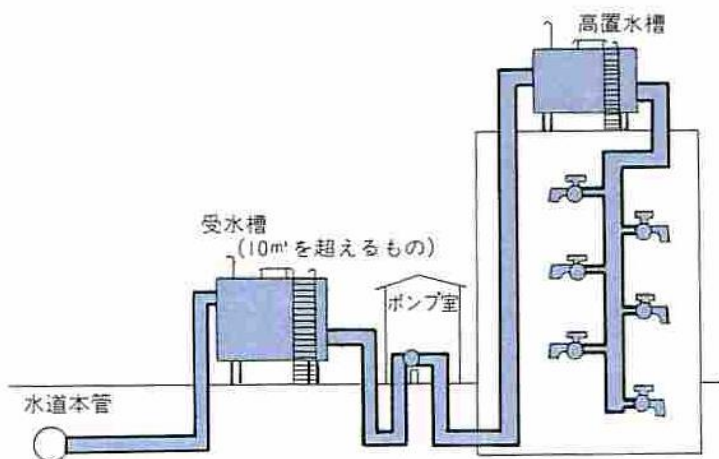 高置水槽
受水槽
(10㎥を超えるもの)
ポンプ室
水道本管